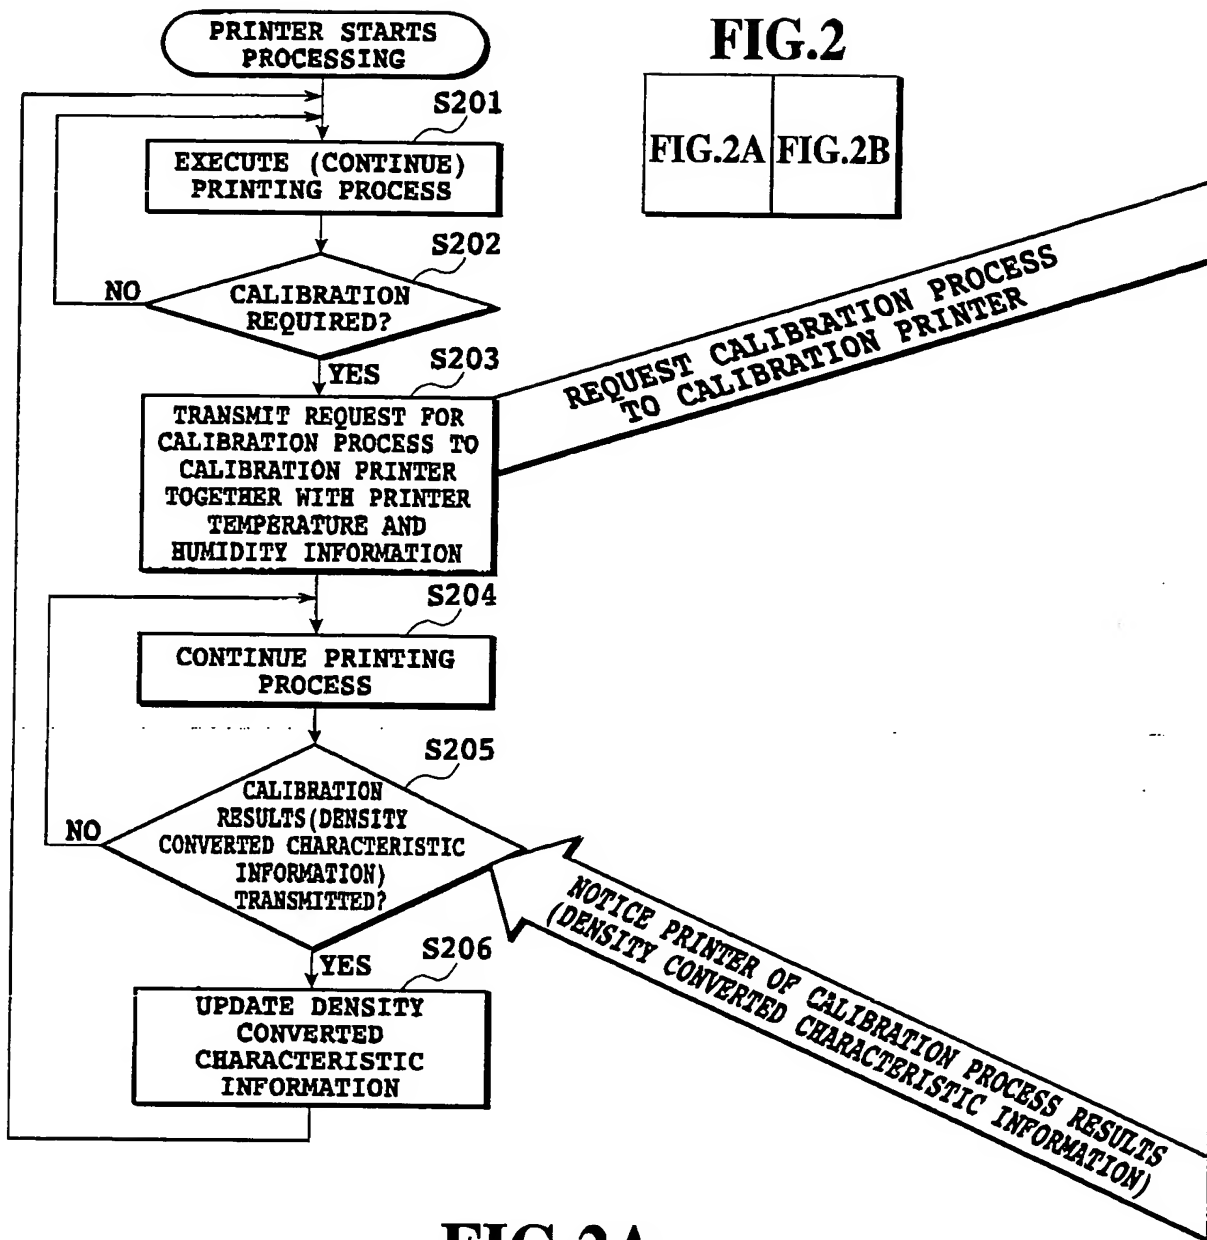 PRINTER STARTS
PROCESSING
FIG.2
FIG.2A
FIG.2B
S201
EXECUTE (CONTINUE)
PRINTING PROCESS
S202
CALIBRATION
REQUIRED?
NO
YES
S203
TRANSMIT REQUEST FOR
CALIBRATION PROCESS TO
CALIBRATION PRINTER
TOGETHER WITH PRINTER
TEMPERATURE AND
HUMIDITY INFORMATION
REQUEST CALIBRATION PROCESS
TO CALIBRATION PRINTER
S204
CONTINUE PRINTING
PROCESS
S205
CALIBRATION
RESULTS(DENSITY
CONVERTED CHARACTERISTIC
INFORMATION)
TRANSMITTED?
NO
YES
NOTICE PRINTER OF CALIBRATION PROCESS RESULTS
(DENSITY CONVERTED CHARACTERISTIC INFORMATION)
S206
UPDATE DENSITY
CONVERTED
CHARACTERISTIC
INFORMATION
FIG.2A